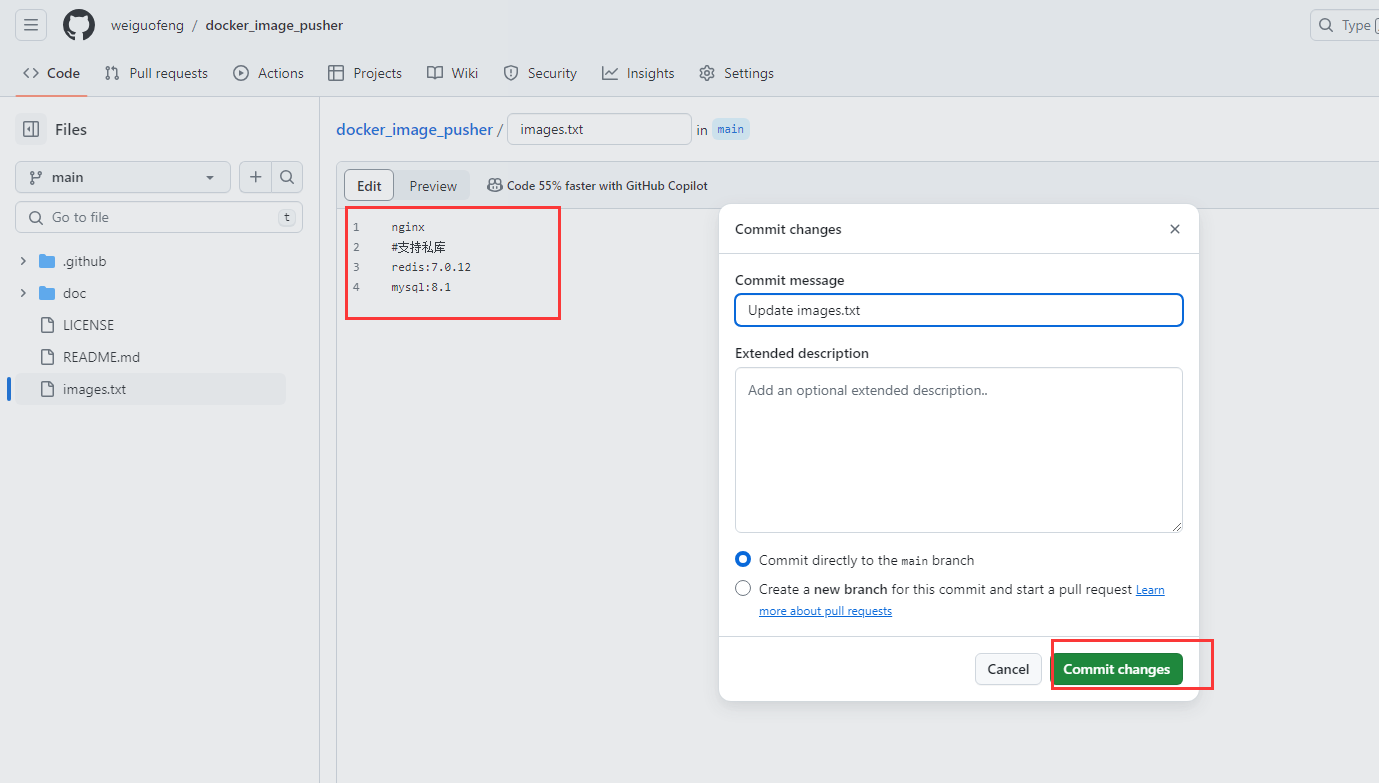 weiguofeng / docker_image_pusher
Type
Code
Pull requests
Actions
Projects
Wiki
Security
Insights
Settings
Files
main
Go to file
t
.github
doc
LICENSE
README.md
images.txt
docker_image_pusher / images.txt in main
Edit
Preview
Code 55% faster with GitHub Copilot
1 nginx
2 #支持私库
3 redis:7.0.12
4 mysql:8.1
Commit changes
Commit message
Update images.txt
Extended description
Add an optional extended description..
Commit directly to the main branch
Create a new branch for this commit and start a pull request Learn
more about pull requests
Cancel
Commit changes